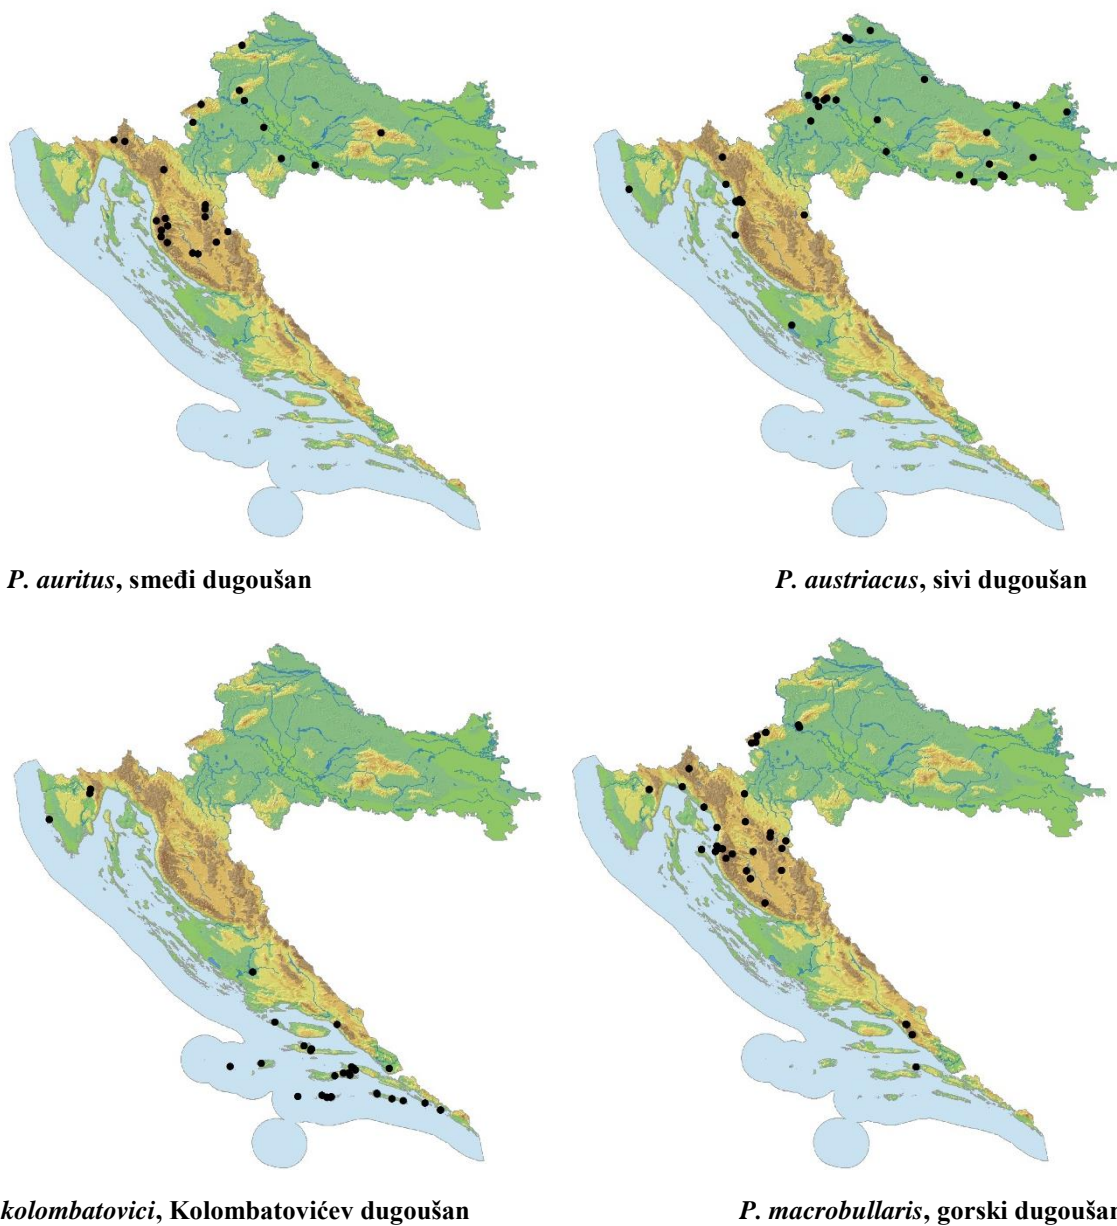 P. auritus, smeđi dugoušan
P. austriacus, sivi dugoušan
kolombatovici, Kolombatovićev dugoušan
P. macrobullaris, gorski dugoušan